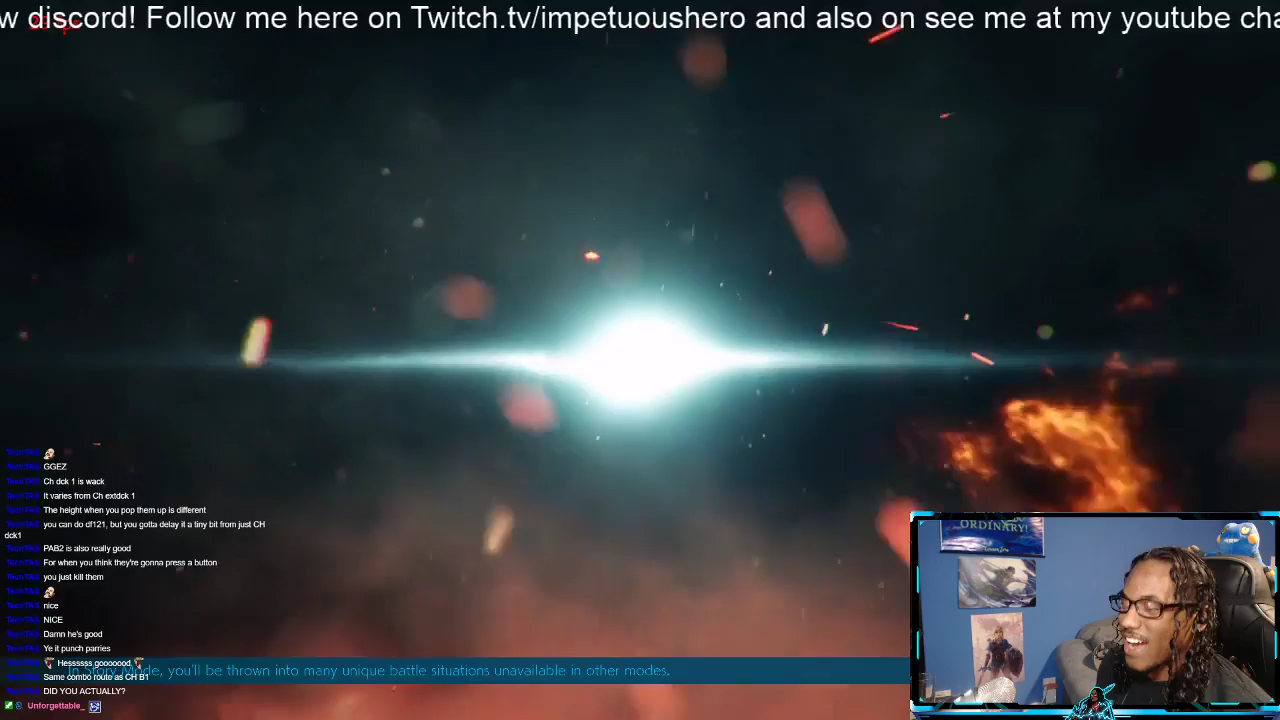 w discord! Follow me here on Twitch.tv/impetuoushero and also on see me at my youtube cha
GGEZ
Ch dck 1 is wack
It varies from Ch extdck 1
The height when you pop them up is different
you can do df121, but you gotta delay it a tiny bit from just CH
dck1
PAB2 is also really good
For when you think they're gonna press a button
you just kill them
nice
NICE
Damn he's good
Ye it punch parries
Hessssss gooooood
In Story Mode, you'll be thrown into many unique battle situations unavailable in other modes.
Same combo route as CH B1
DID YOU ACTUALLY?
Unforgettable_
ORDINARY!